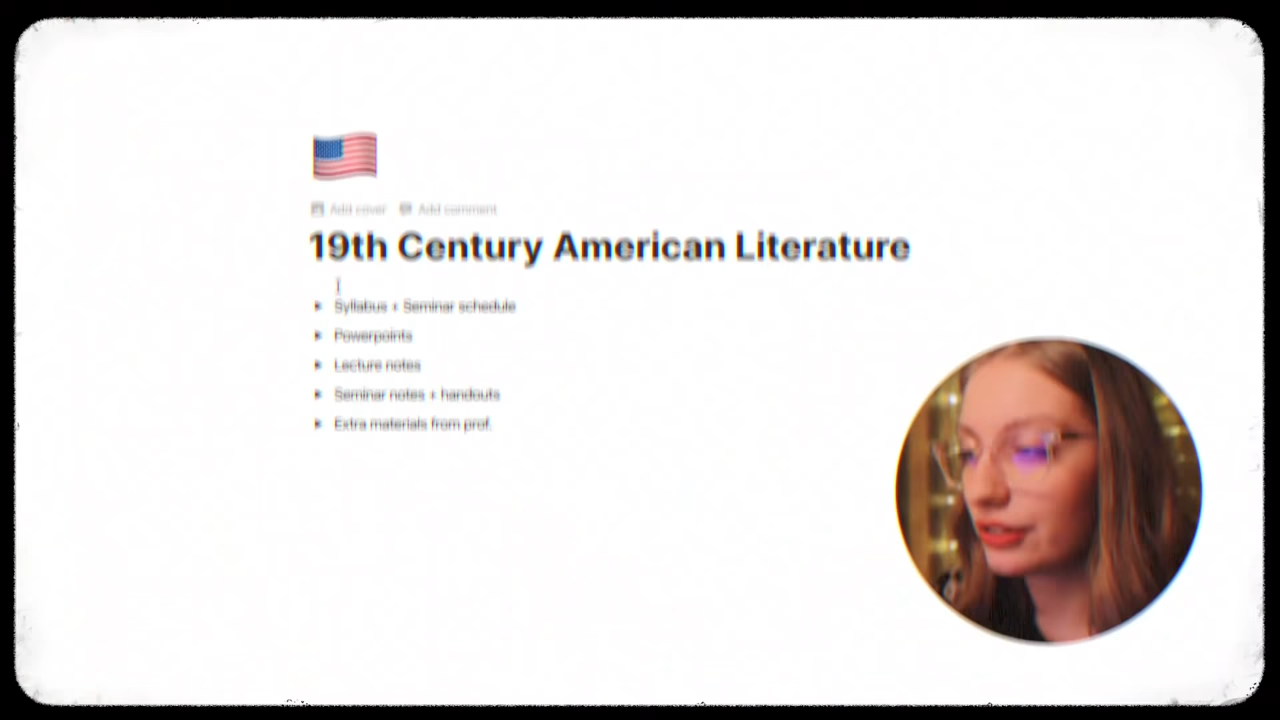 Add cover Add comment
19th Century American Literature
Syllabus + Seminar schedule
Powerpoints
Lecture notes
Seminar notes + handouts
Extra materials from prof.